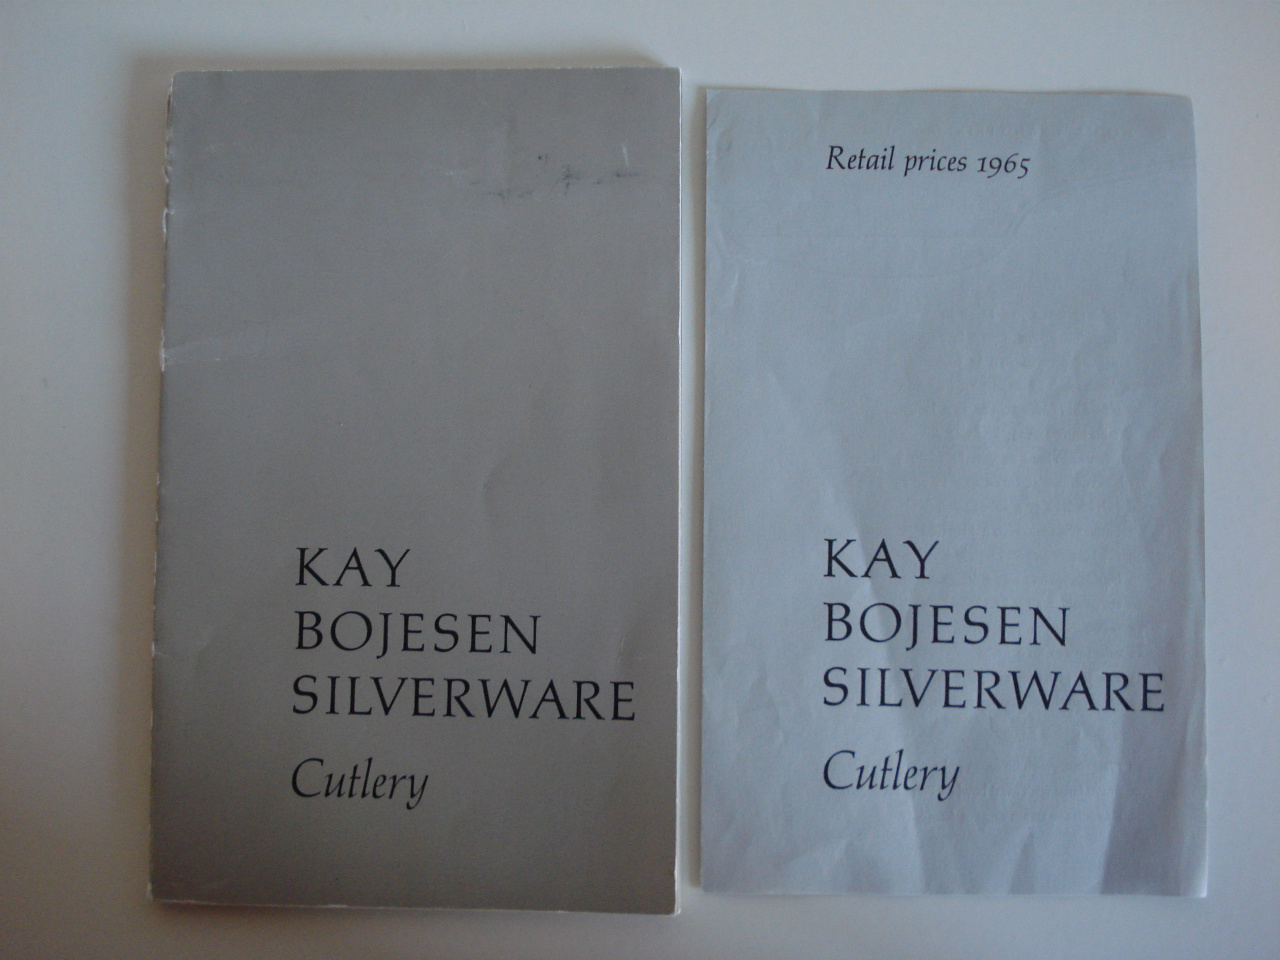 KAY
BOJESEN
SILVERWARE
Cutlery
Retail prices 1965
KAY
BOJESEN
SILVERWARE
Cutlery